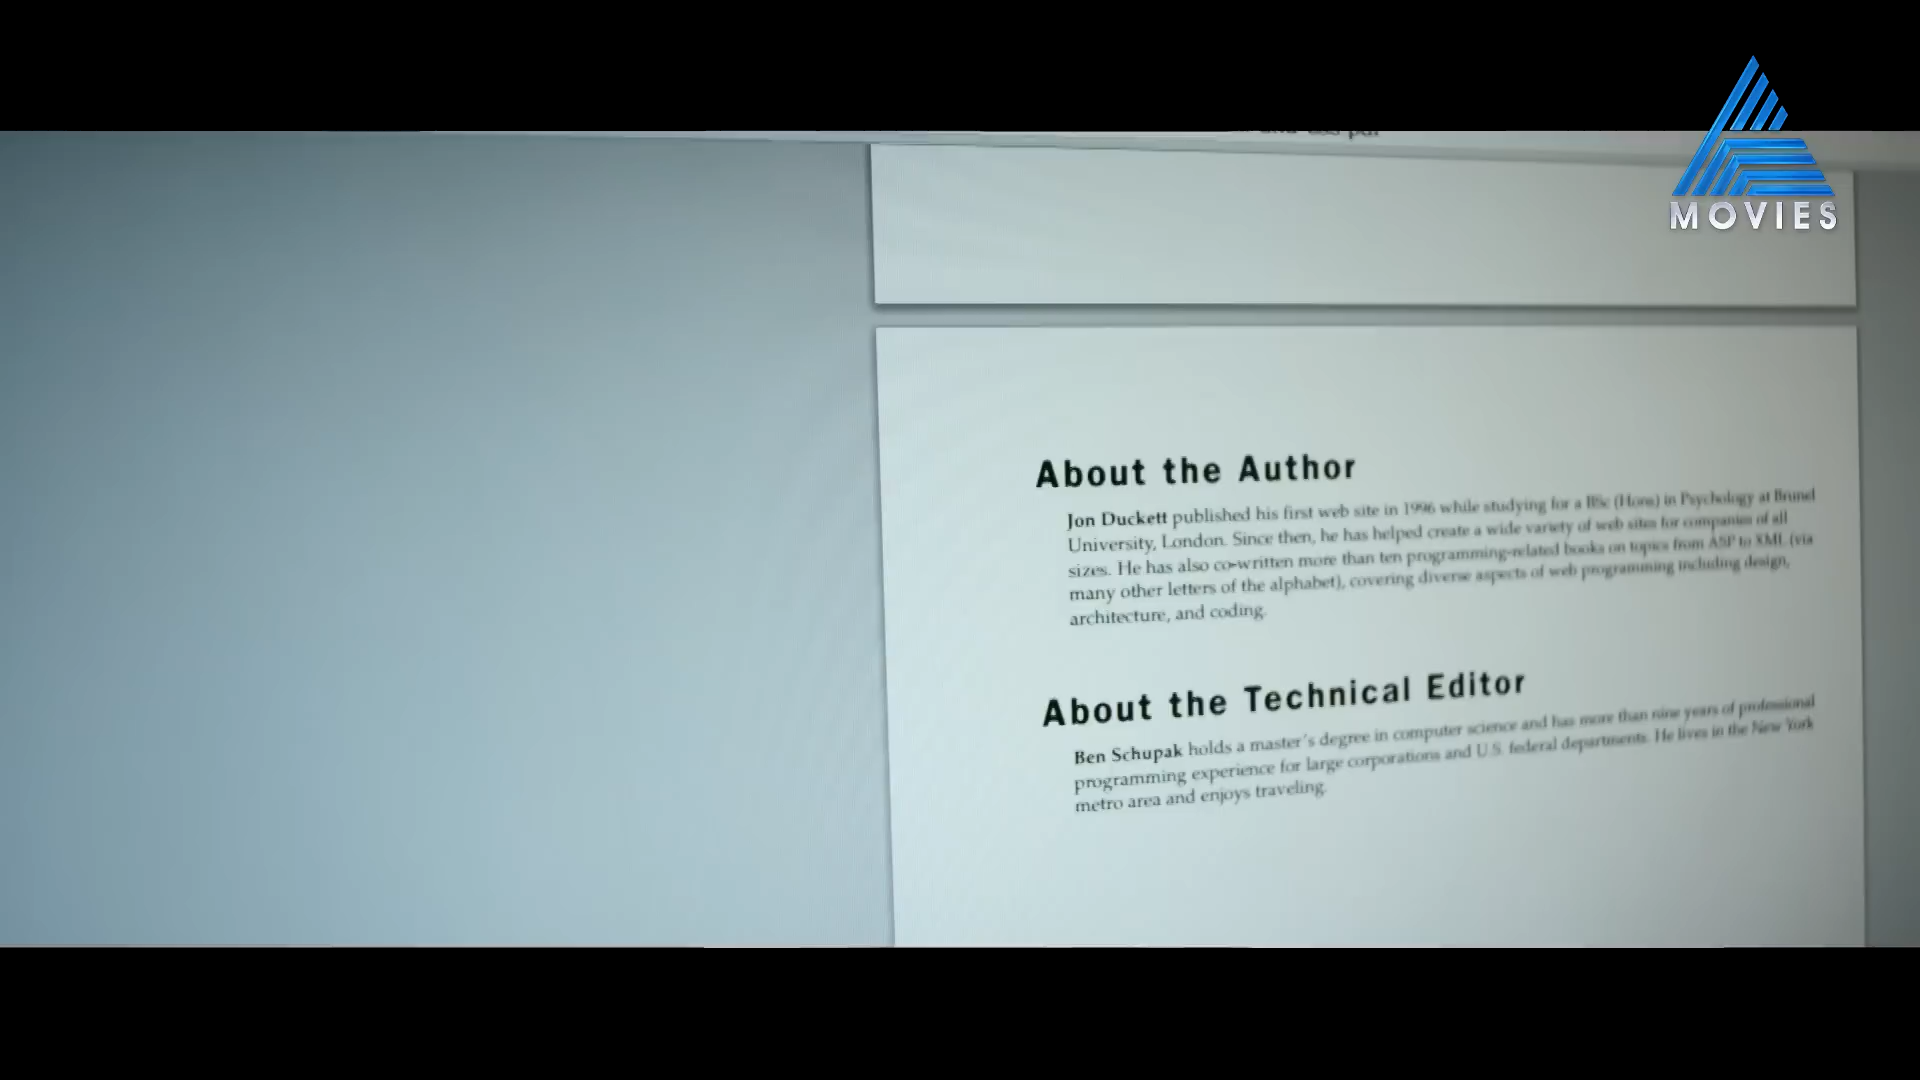 MOVIES
About the Author
Jon Duckett published his first web site in 1996 while studying for a BSc (Hons) in Psychology at Brunel
University, London. Since then, he has helped create a wide variety of web sites for companies of all
sizes. He has also co-written more than ten programming-related books on topics from ASP to XML (via
many other letters of the alphabet), covering diverse aspects of web programming including design,
architecture, and coding.
About the Technical Editor
Ben Schupak holds a master's degree in computer science and has more than nine years of professional
programming experience for large corporations and U.S. federal departments. He lives in the New York
metro area and enjoys traveling.